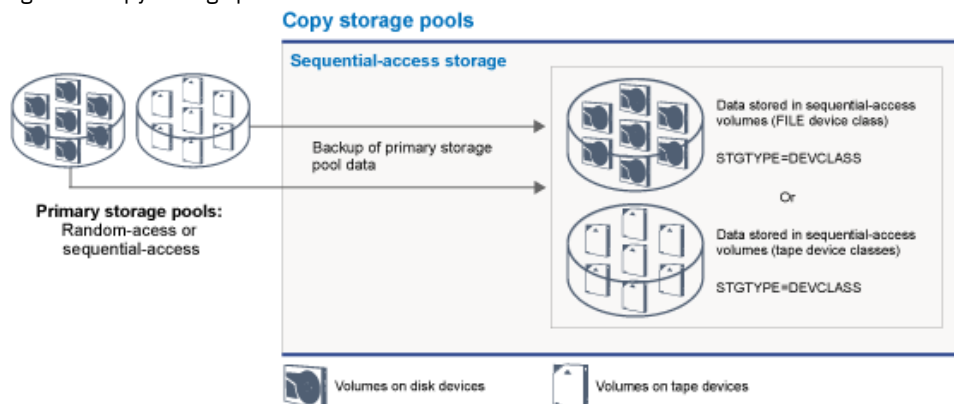 Copy storage pools
Sequential-access storage
Data stored in sequential-access
volumes (FILE device class)
STGTYPE=DEVCLASS
Or
Data stored in sequential-access
volumes (tape device classes)
STGTYPE=DEVCLASS
Backup of primary storage
pool data
Primary storage pools:
Random-acess or
sequential-access
Volumes on disk devices
Volumes on tape devices